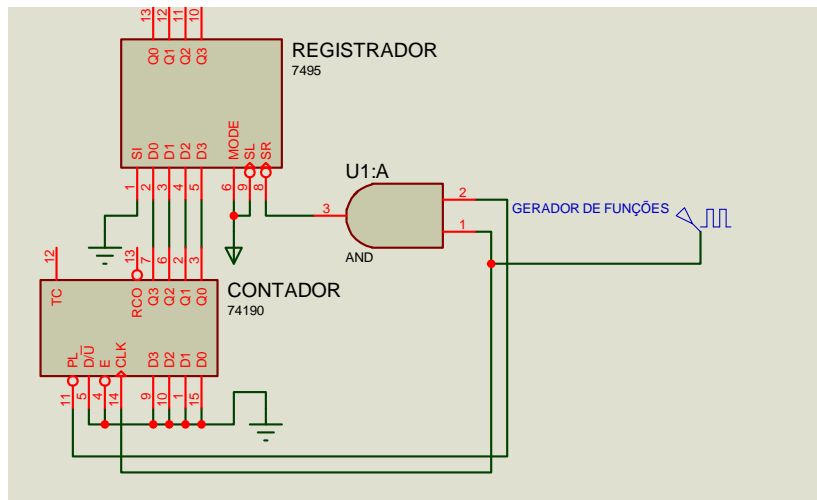 13 12 11 10
Q0 Q1 Q2 Q3
REGISTRADOR
7495
SI D0 D1 D2 D3 MODE SL SR
1 2 3 4 5 6 9 8
U1:A
3
2
1
AND
GERADOR DE FUNÇÕES
12 13 7 6 2 3
TC RCO Q3 Q2 Q1 Q0
CONTADOR
74190
PL D/U E CLK D3 D2 D1 D0
11 5 4 14 9 10 1 15